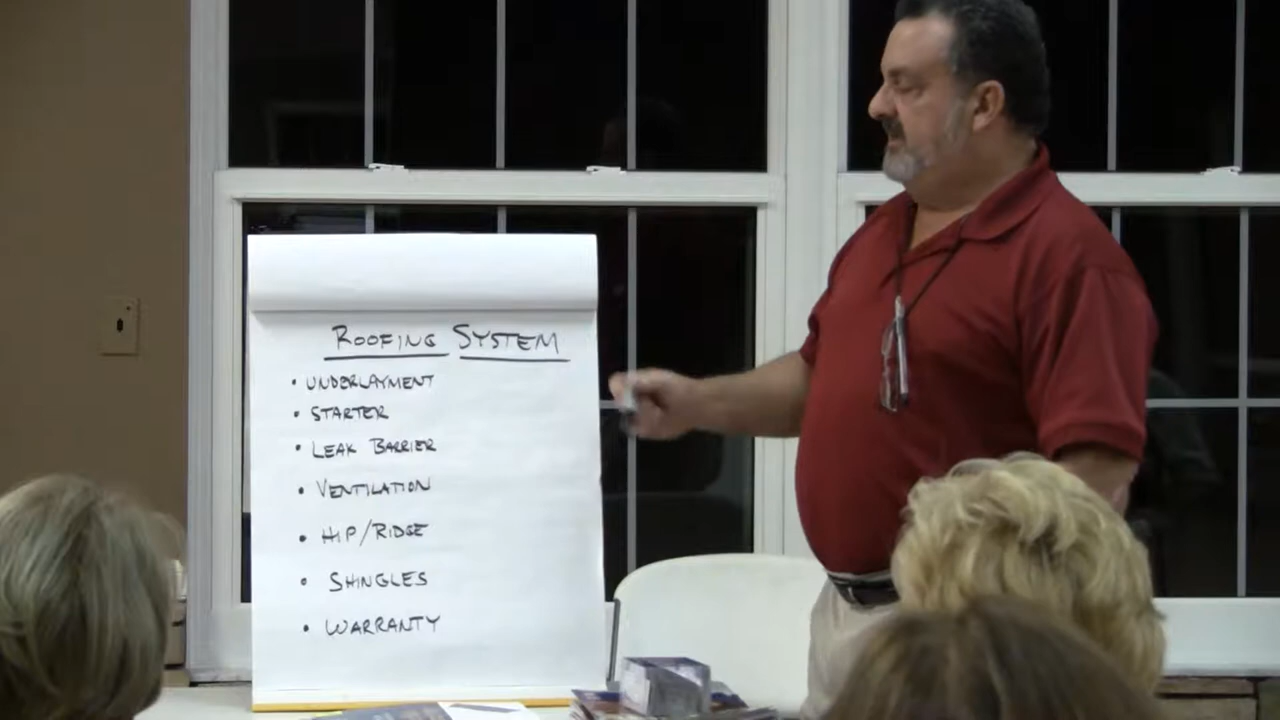 ROOFING SYSTEM
• UNDERLAYMENT
• STARTER
• LEAK BARRIER
• VENTILATION
• HIP/RIDGE
• SHINGLES
• WARRANTY